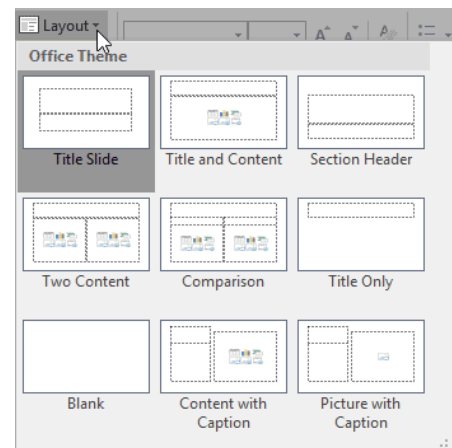 Layout
Office Theme
Title Slide
Title and Content
Section Header
Two Content
Comparison
Title Only
Blank
Content with
Caption
Picture with
Caption